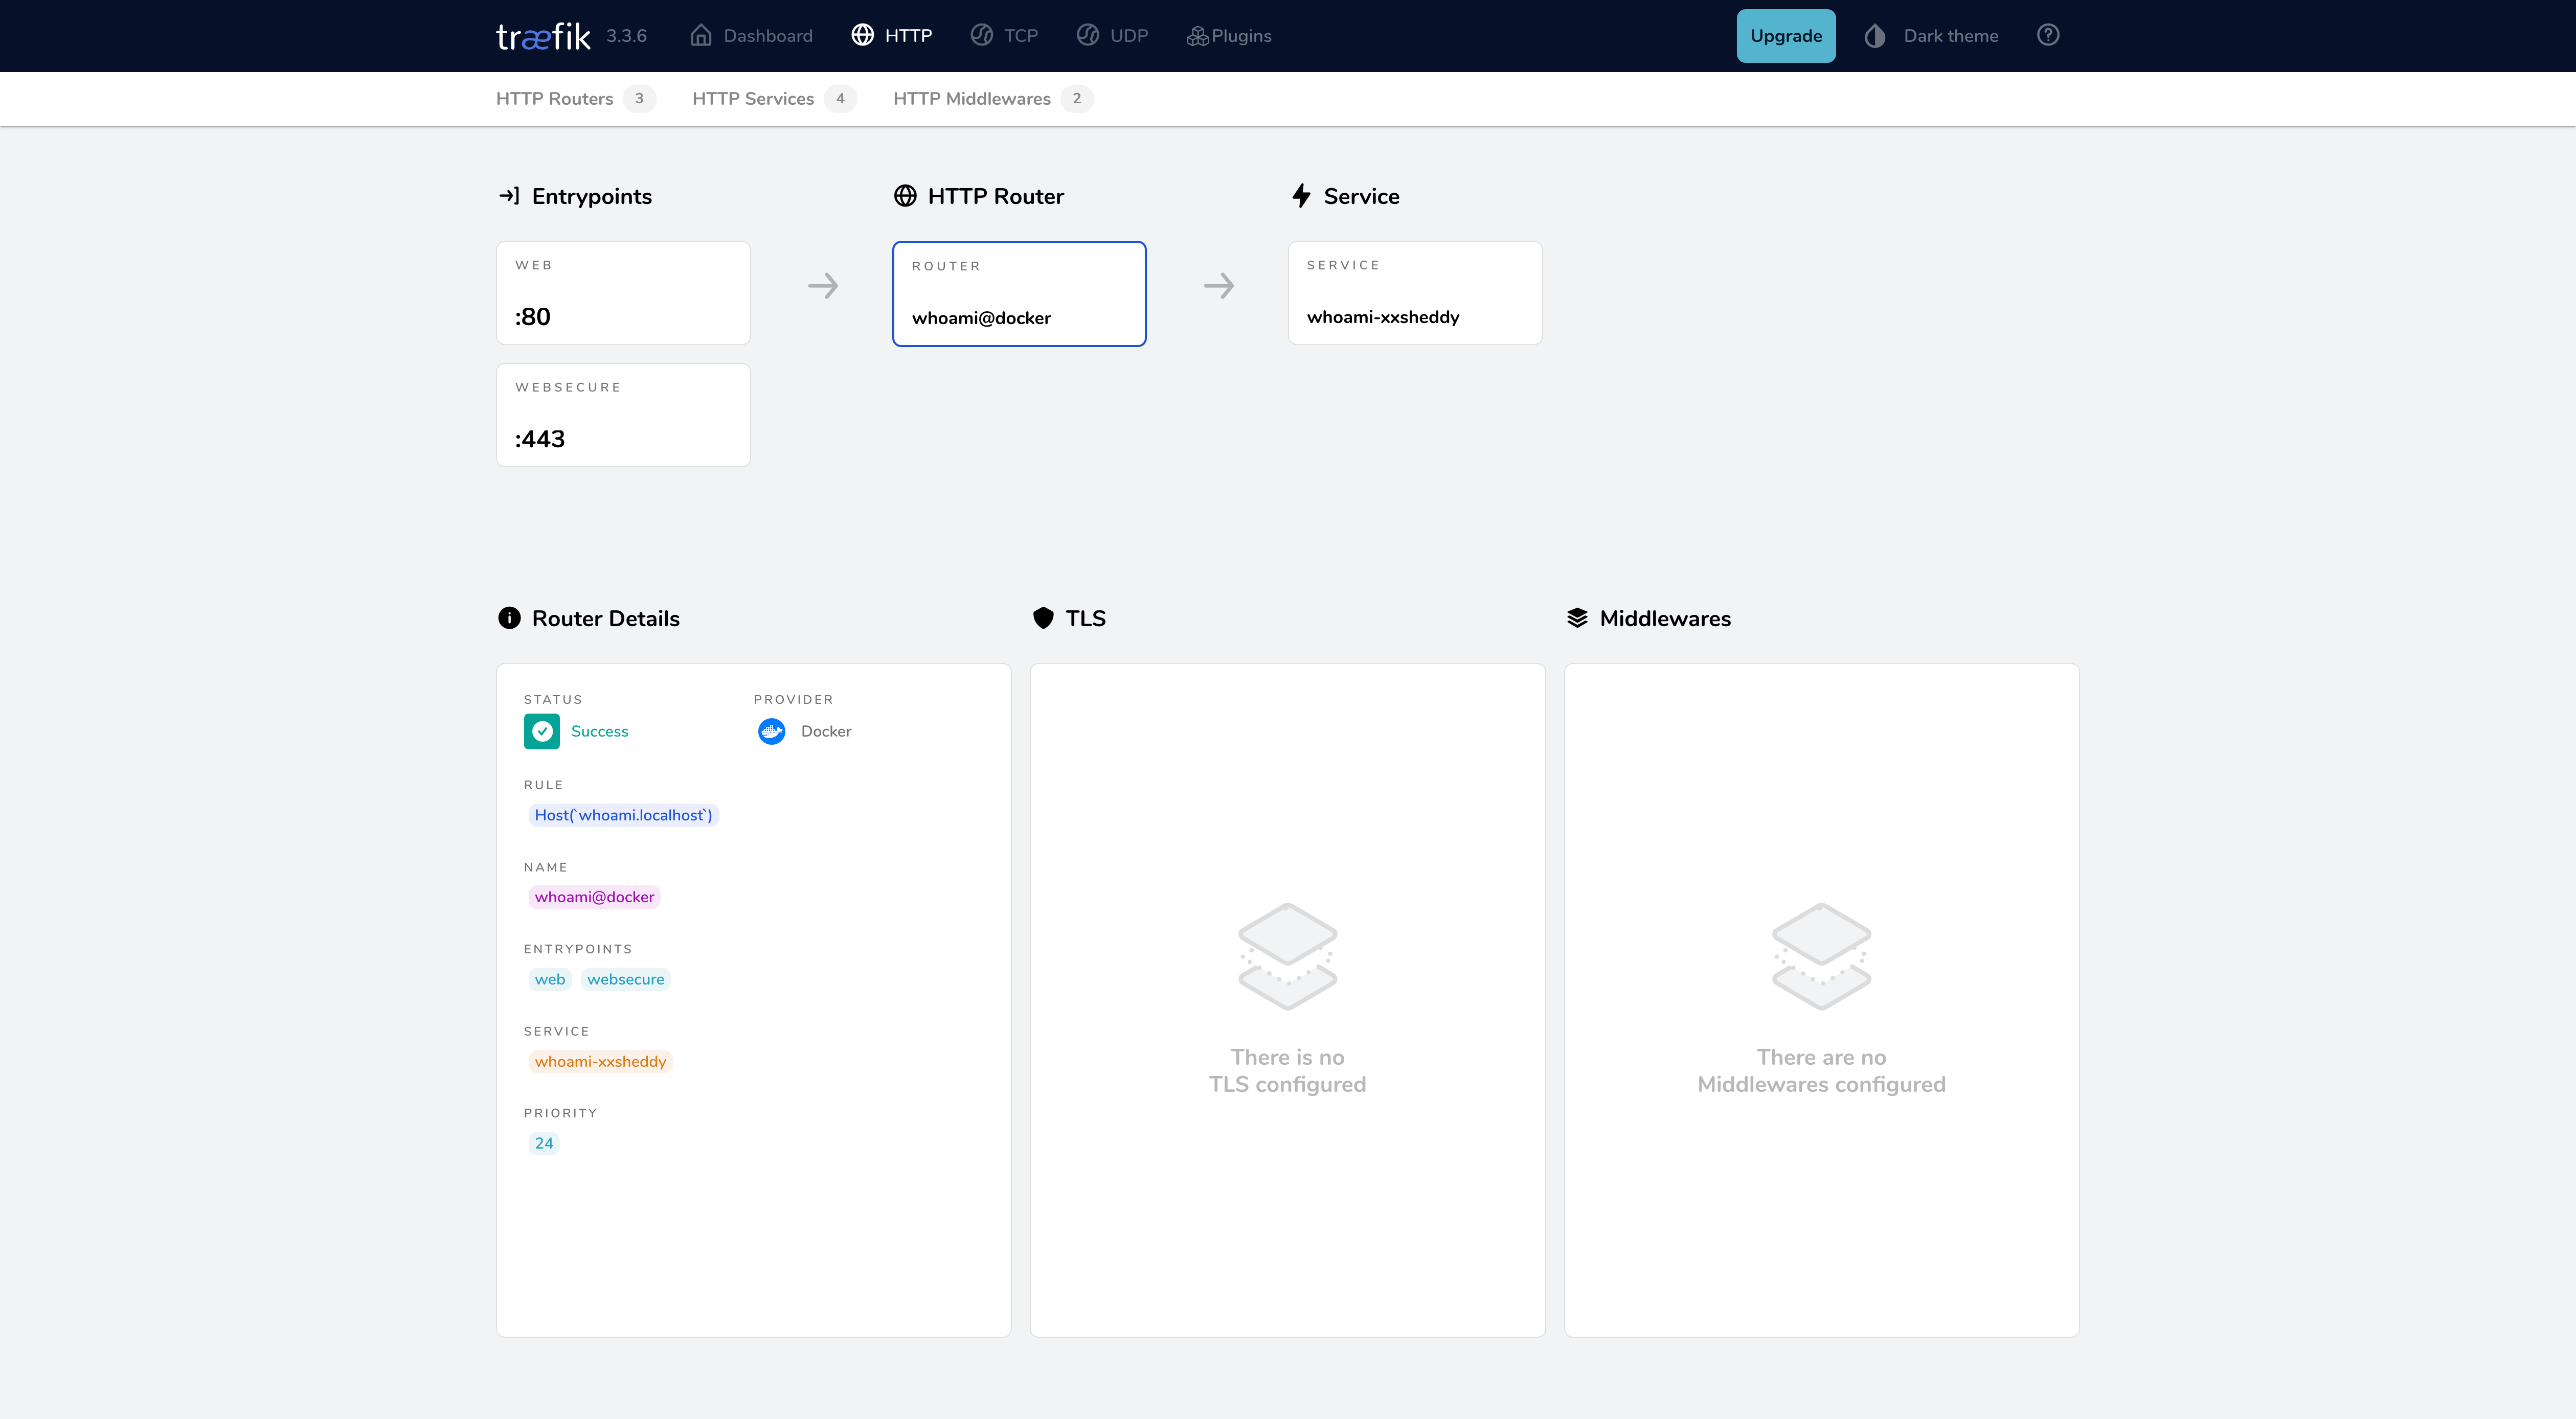 træfik 3.3.6 Dashboard HTTP TCP UDP Plugins Upgrade Dark theme
HTTP Routers 3 HTTP Services 4 HTTP Middlewares 2
Entrypoints
WEB
:80
WEBSECURE
:443
HTTP Router
ROUTER
whoami@docker
Service
SERVICE
whoami-xxsheddy
Router Details
STATUS
Success
PROVIDER
Docker
RULE
Host(`whoami.localhost`)
NAME
whoami@docker
ENTRYPOINTS
web websecure
SERVICE
whoami-xxsheddy
PRIORITY
24
TLS
There is no
TLS configured
Middlewares
There are no
Middlewares configured